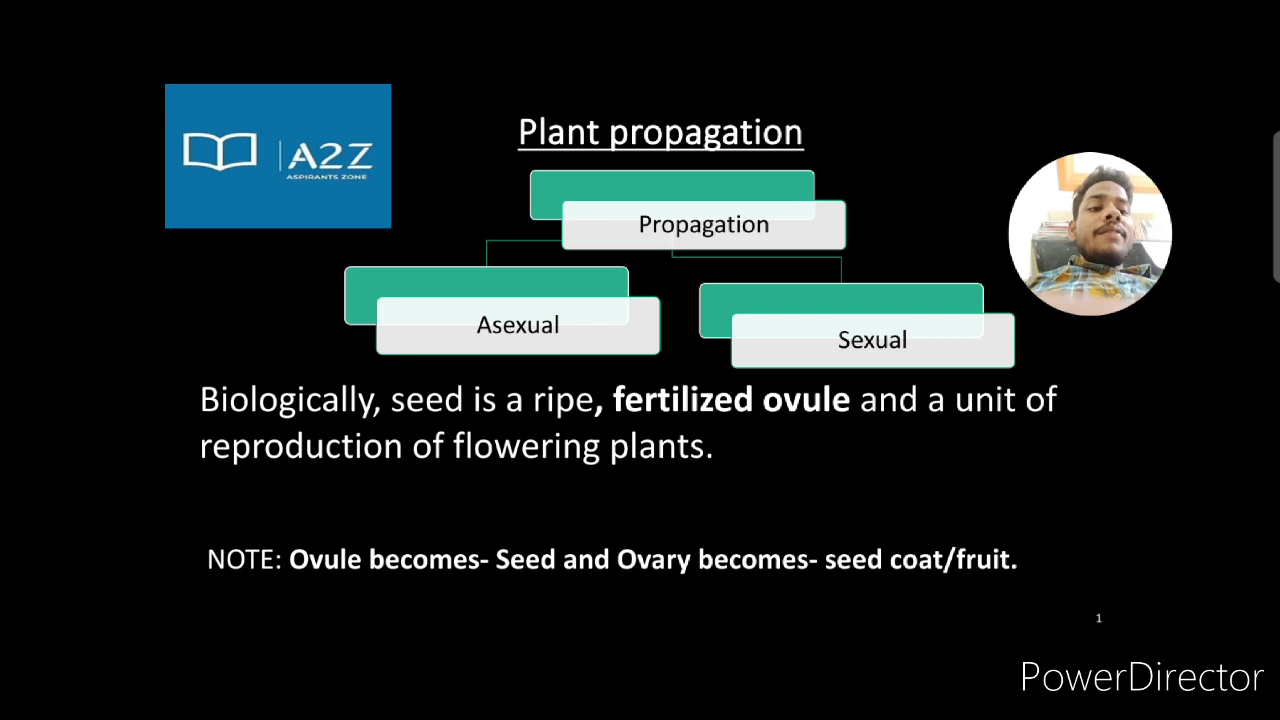 A2Z
ASPIRANTS ZONE
Plant propagation
Propagation
Asexual
Sexual
Biologically, seed is a ripe, fertilized ovule and a unit of
reproduction of flowering plants.
NOTE: Ovule becomes- Seed and Ovary becomes- seed coat/fruit.
1
PowerDirector